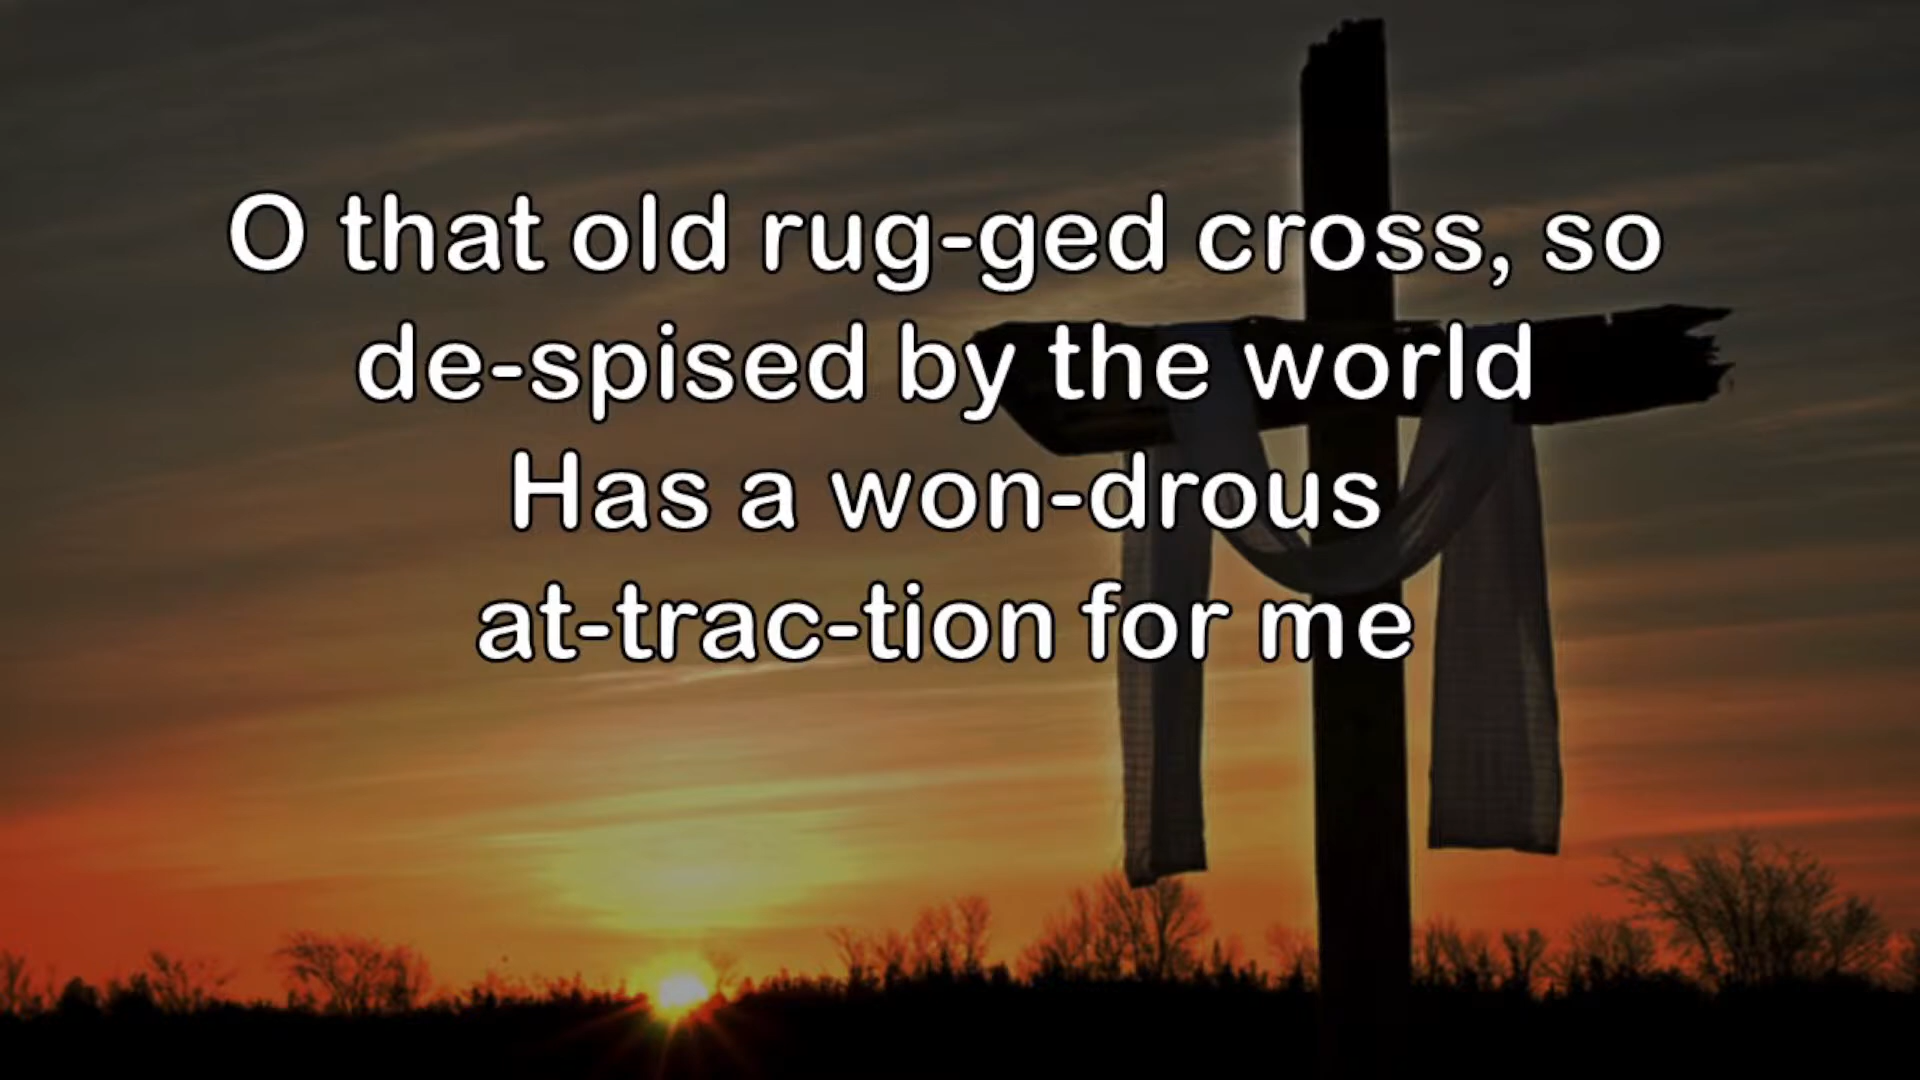 O that old rug-ged cross, so
de-spised by the world
Has a won-drous
at-trac-tion for me